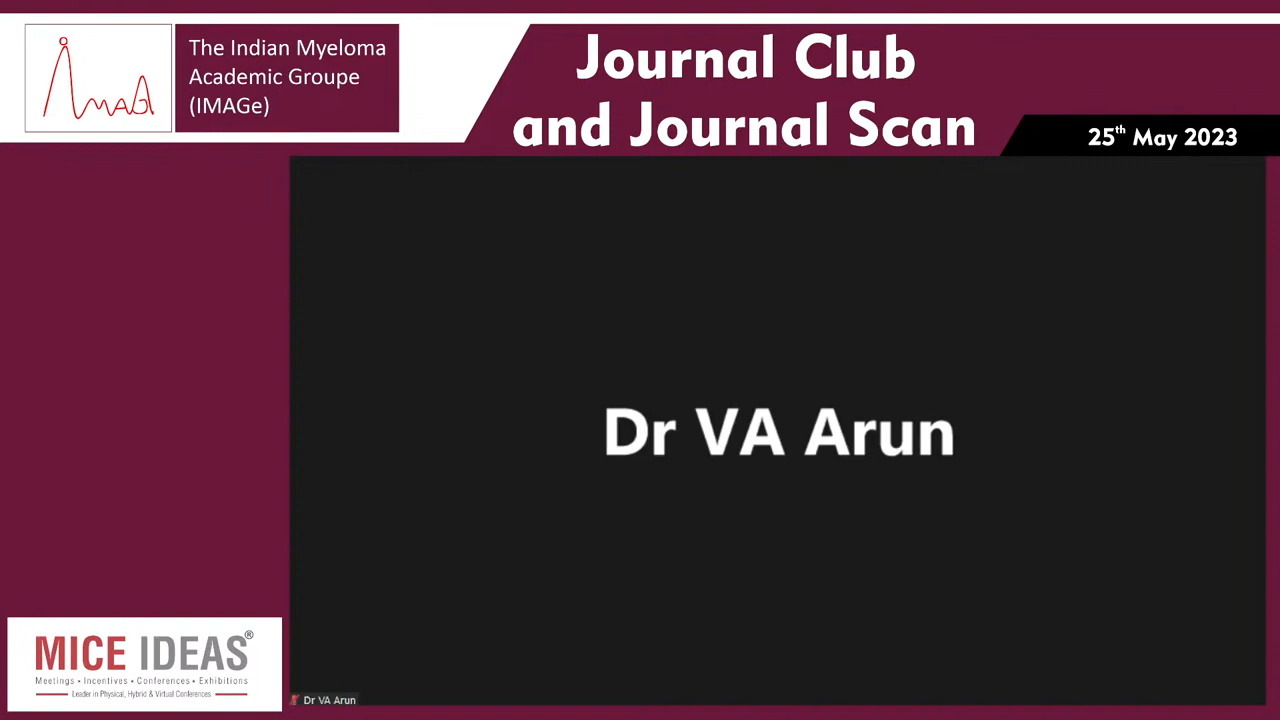 The Indian Myeloma
Academic Groupe
(IMAGe)
Journal Club
and Journal Scan
25th May 2023
Dr VA Arun
MICE IDEAS®
Meetings • Incentives • Conferences • Exhibitions
Leader in Physical, Hybrid & Virtual Conferences
Dr VA Arun